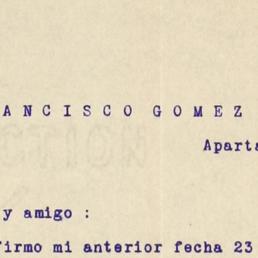 ANCISCO GOMEZ
Aparta
y amigo :
firmo mi anterior fecha 23